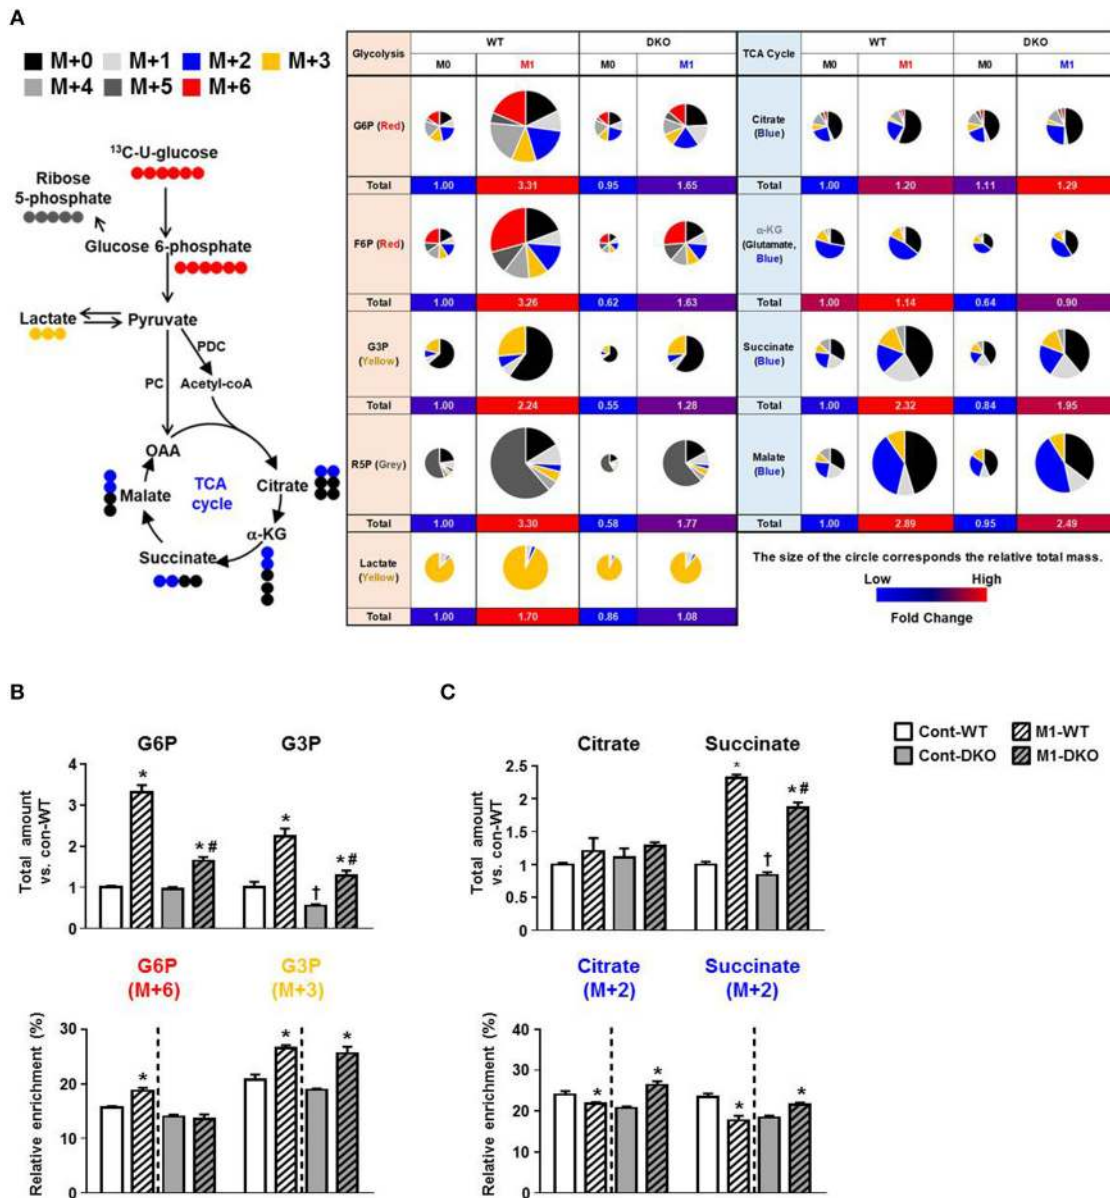 A
M+0 M+1 M+2 M+3
M+4 M+5 M+6
13C-U-glucose
Ribose
5-phosphate
Glucose 6-phosphate
Lactate
Pyruvate
PDC
PC
Acetyl-coA
OAA
Malate
TCA
cycle
Citrate
α-KG
Succinate
Glycolysis WT DKO
M0 M1 M0 M1
G6P (Red)
Total 1.00 3.31 0.95 1.65
F6P (Red)
Total 1.00 3.26 0.62 1.63
G3P
(Yellow)
Total 1.00 2.24 0.55 1.28
R5P (Grey)
Total 1.00 3.30 0.58 1.77
Lactate
(Yellow)
Total 1.00 1.70 0.86 1.08
TCA Cycle WT DKO
M0 M1 M0 M1
Citrate
(Blue)
Total 1.00 1.20 1.11 1.29
α-KG
(Glutamate,
Blue)
Total 1.00 1.14 0.64 0.90
Succinate
(Blue)
Total 1.00 2.32 0.84 1.95
Malate
(Blue)
Total 1.00 2.89 0.95 2.49
The size of the circle corresponds the relative total mass.
Low High
Fold Change
B
G6P G3P
Total amount
vs. con-WT
4
3
2
1
0
*
*#
*
†
*#
G6P
(M+6)
G3P
(M+3)
Relative enrichment (%)
30
20
10
0
*
*
*
C
Citrate Succinate
Total amount
vs. con-WT
2.5
2
1.5
1
0.5
0
*
†
*#
Cont-WT M1-WT
Cont-DKO M1-DKO
Citrate
(M+2)
Succinate
(M+2)
Relative enrichment (%)
40
30
20
10
0
*
*
*
*